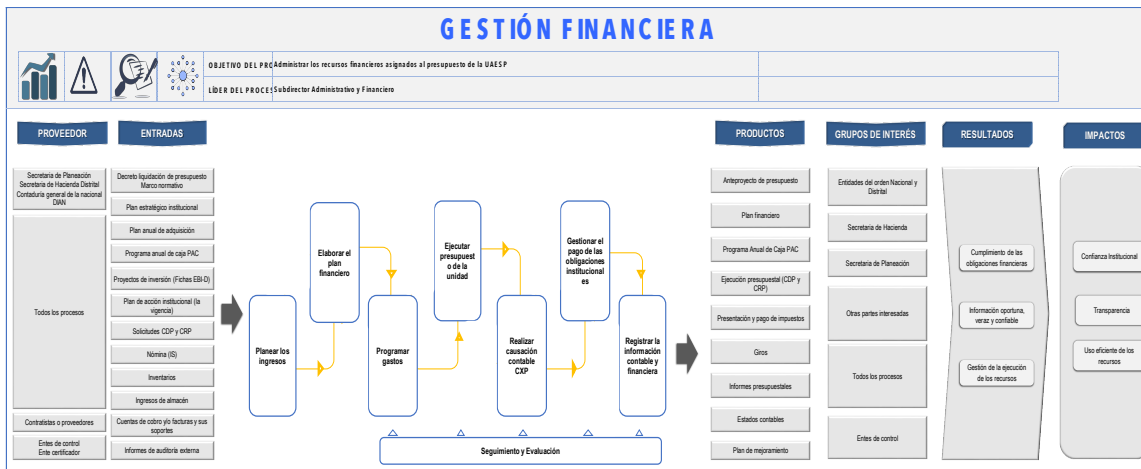 GESTIÓN FINANCIERA
OBJETIVO DEL PRO
Administrar los recursos financieros asignados al presupuesto de la UAESP
LÍDER DEL PROCES
Subdirector Administrativo y Financiero
PROVEEDOR
ENTRADAS
PRODUCTOS
GRUPOS DE INTERÉS
RESULTADOS
IMPACTOS
Secretaria de Planeación
Secretaria de Hacienda Distrital
Contaduría general de la nacional
DIAN
Todos los procesos
Contratistas o proveedores
Entes de control
Ente certificador
Decreto liquidación de presupuesto
Marco normativo
Plan estratégico institucional
Plan anual de adquisición
Programa anual de caja PAC
Proyectos de inversión (Fichas EBI-D)
Plan de acción institucional (la
vigencia)
Solicitudes CDP y CRP
Nómina (IS)
Inventarios
Ingresos de almacén
Cuentas de cobro y/o facturas y sus
soportes
Informes de auditoría externa
Planear los
ingresos
Elaborar el
plan
financiero
Programar
gastos
Ejecutar
presupuest
o de la
unidad
Realizar
causación
contable
CXP
Gestionar el
pago de las
obligaciones
institucional
es
Registrar la
información
contable y
financiera
Seguimiento y Evaluación
Anteproyecto de presupuesto
Plan financiero
Programa Anual de Caja PAC
Ejecución presupuestal (CDP y
CRP)
Presentación y pago de impuestos
Giros
Informes presupuestales
Estados contables
Plan de mejoramiento
Entidades del orden Nacional y
Distrital
Secretaria de Hacienda
Secretaria de Planeación
Otras partes interesadas
Todos los procesos
Entes de control
Cumplimiento de las
obligaciones financieras
Información oportuna,
veraz y confiable
Gestión de la ejecución
de los recursos
Confianza Institucional
Transparencia
Uso eficiente de los
recursos